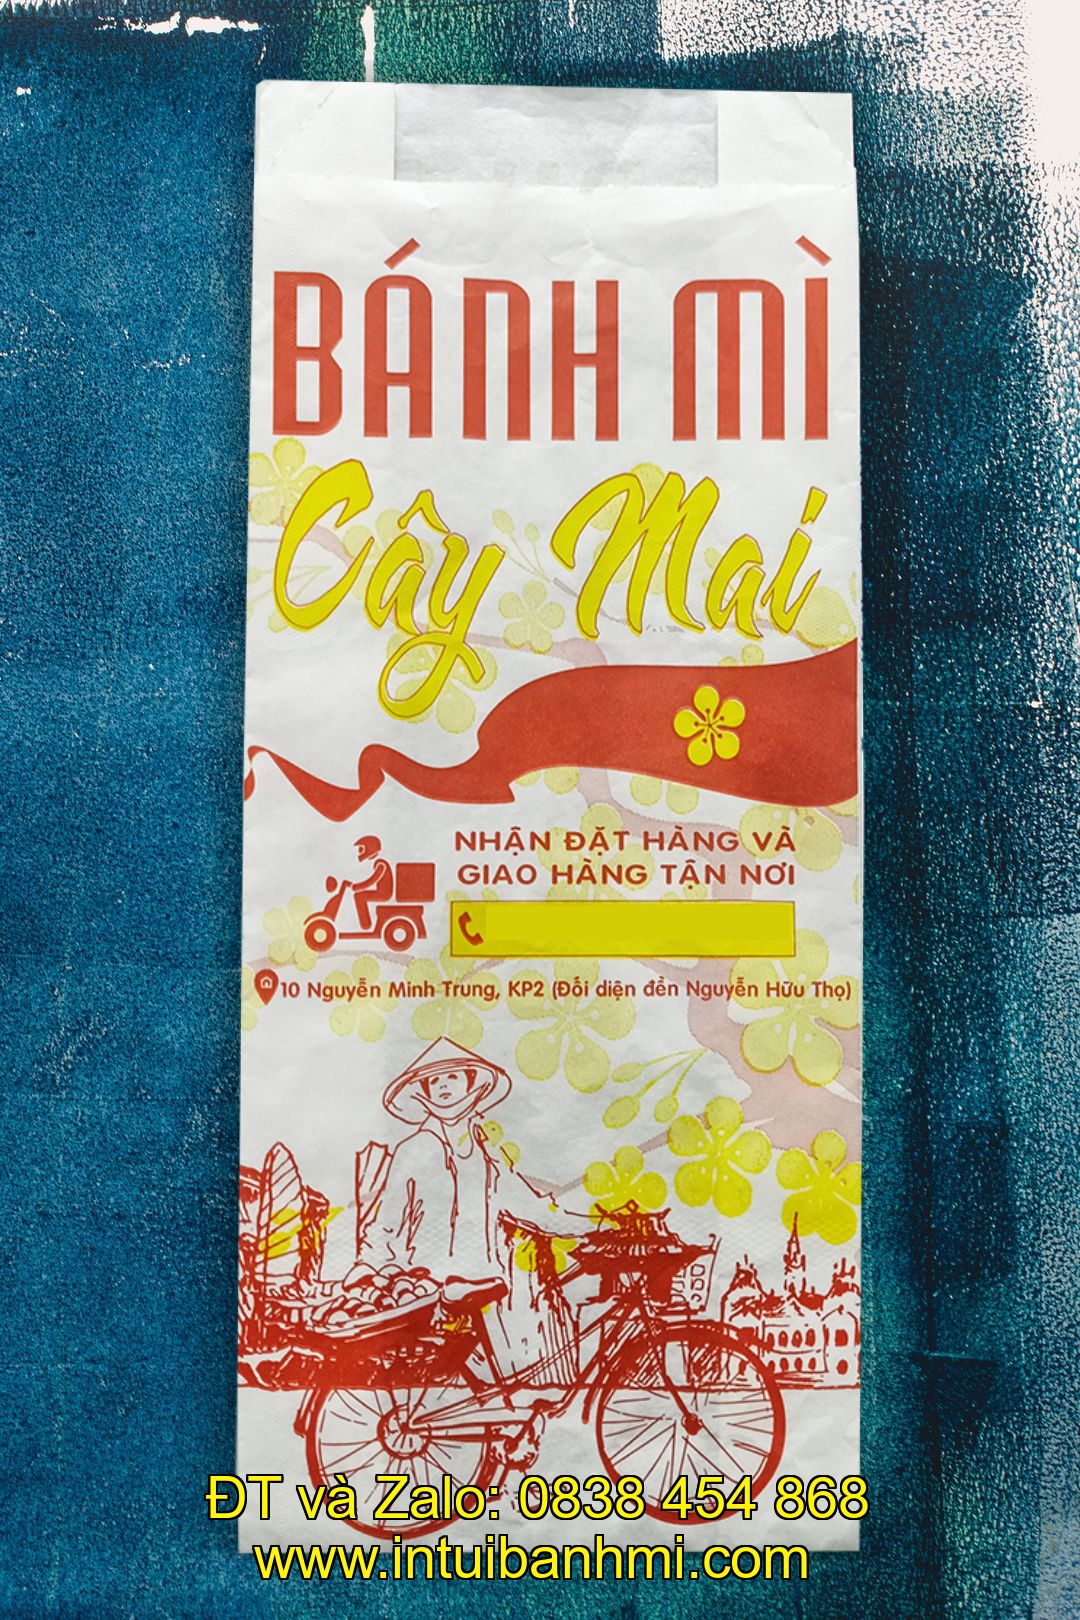 BÁNH MÌ
Cây Mai
NHẬN ĐẶT HÀNG VÀ
GIAO HÀNG TẬN NƠI
10 Nguyễn Minh Trung, KP2 (Đối diện đền Nguyễn Hữu Thọ)
ĐT và Zalo: 0838 454 868
www.intuibanhmi.com